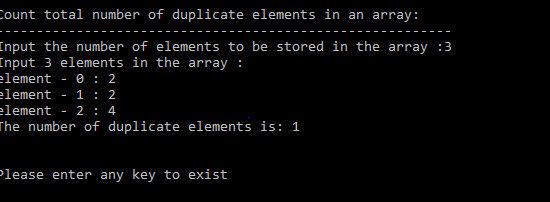 Count total number of duplicate elements in an array:
---------------------------------------------------------
Input the number of elements to be stored in the array :3
Input 3 elements in the array :
element - 0 : 2
element - 1 : 2
element - 2 : 4
The number of duplicate elements is: 1
Please enter any key to exist